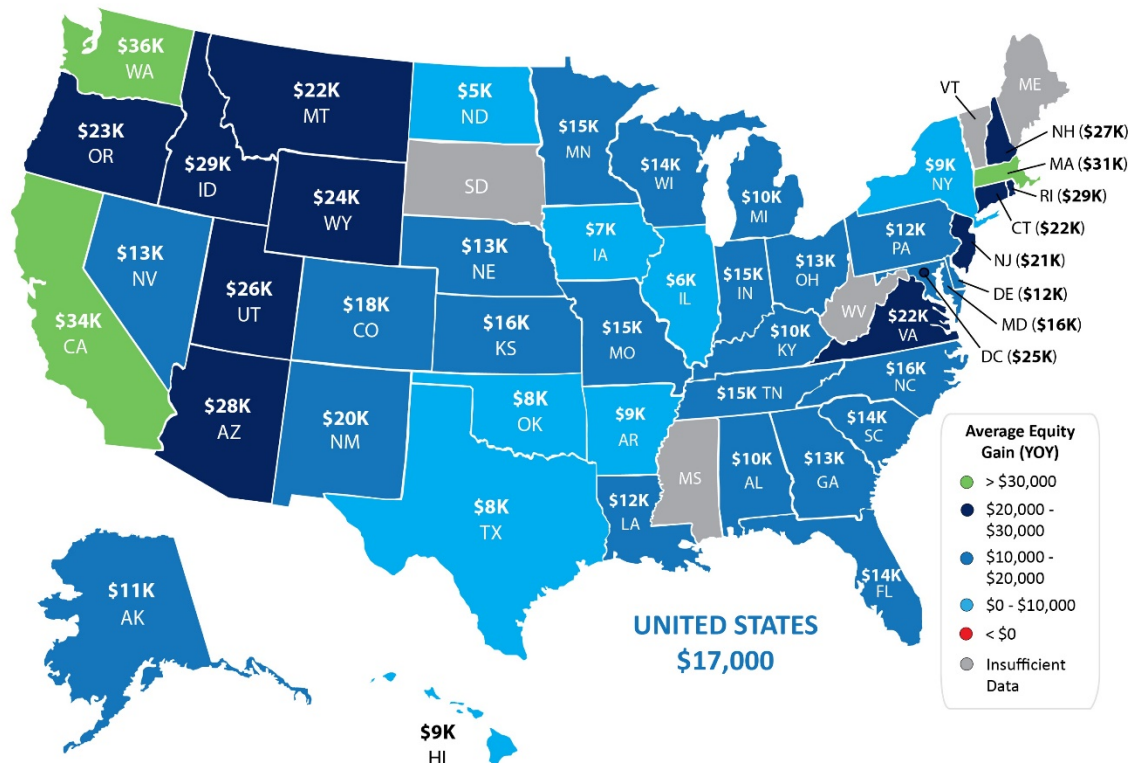 $36K
WA
$23K
OR
$34K
CA
$13K
NV
$29K
ID
$22K
MT
$24K
WY
$26K
UT
$28K
AZ
$18K
CO
$20K
NM
$5K
ND
SD
$13K
NE
$16K
KS
$8K
OK
$8K
TX
$15K
MN
$7K
IA
$15K
MO
$9K
AR
$12K
LA
$14K
WI
$6K
IL
$10K
MI
$15K
IN
$13K
OH
$10K
KY
$15K TN
MS
$10K
AL
$13K
GA
$14K
FL
$14K
SC
$16K
NC
$22K
VA
WV
$12K
PA
$9K
NY
VT
ME
NH ($27K)
MA ($31K)
RI ($29K)
CT ($22K)
NJ ($21K)
DE ($12K)
MD ($16K)
DC ($25K)
$11K
AK
$9K
HI
UNITED STATES
$17,000
Average Equity
Gain (YOY)
> $30,000
$20,000 -
$30,000
$10,000 -
$20,000
$0 - $10,000
< $0
Insufficient
Data